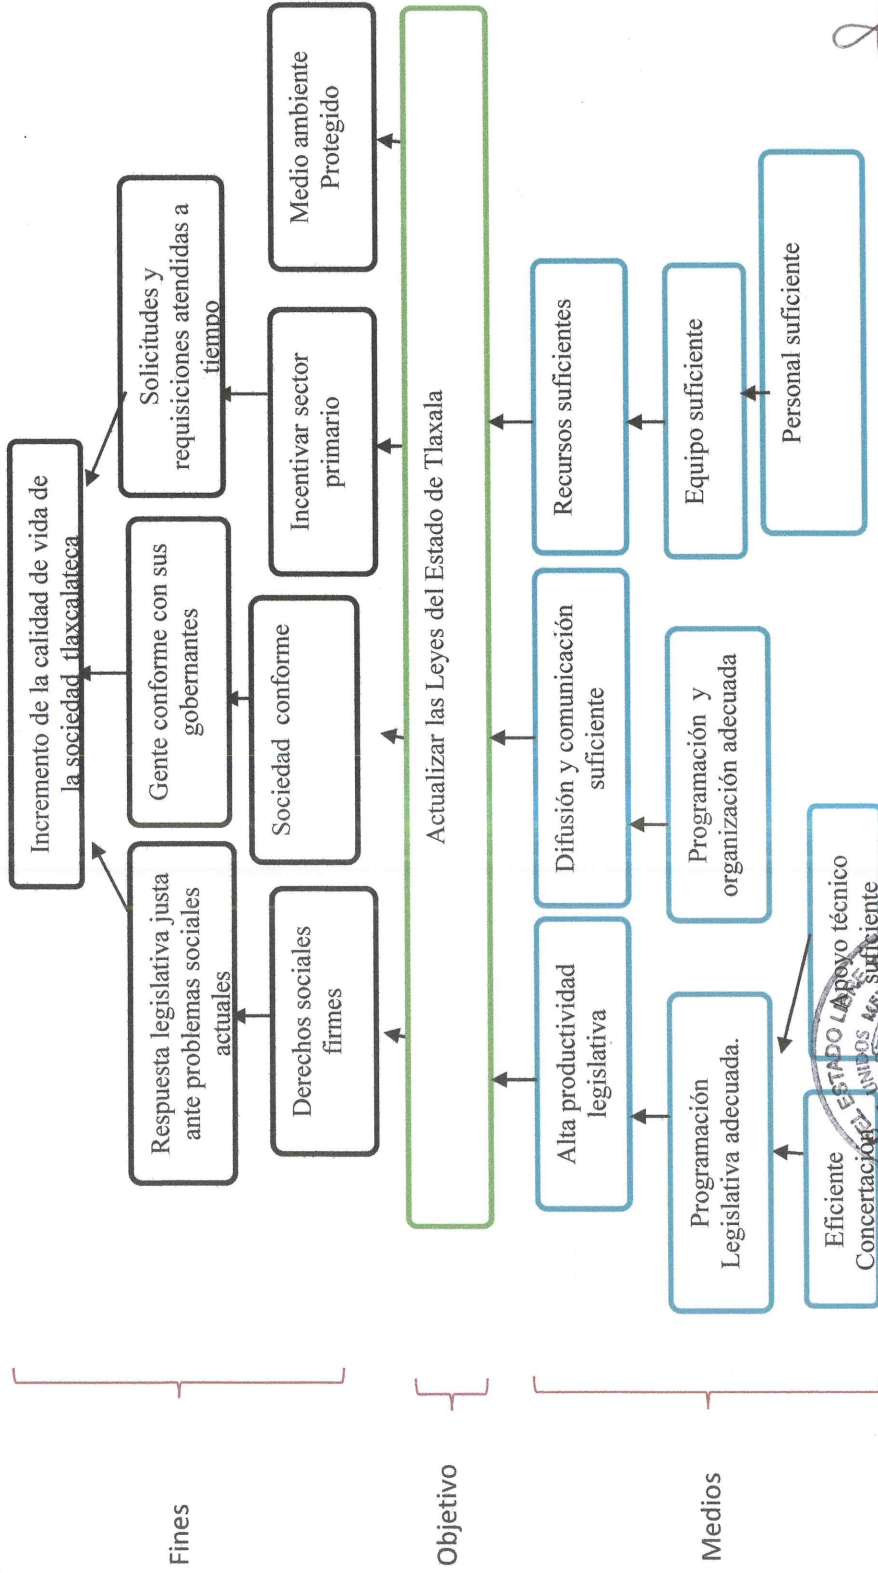 Fines
Incremento de la calidad de vida de
la sociedad tlaxcalateca
Respuesta legislativa justa
ante problemas sociales
actuales
Gente conforme con sus
gobernantes
Solicitudes y
requisiciones atendidas a
tiempo
Derechos sociales
firmes
Sociedad conforme
Incentivar sector
primario
Medio ambiente
Protegido
Objetivo
Actualizar las Leyes del Estado de Tlaxala
Medios
Alta productividad
legislativa
Difusión y comunicación
suficiente
Recursos suficientes
Programación
Legislativa adecuada.
Programación y
organización adecuada
Equipo suficiente
Eficiente
Concertación
Apoyo técnico
suficiente
Personal suficiente
ESTADO
UNIDOS